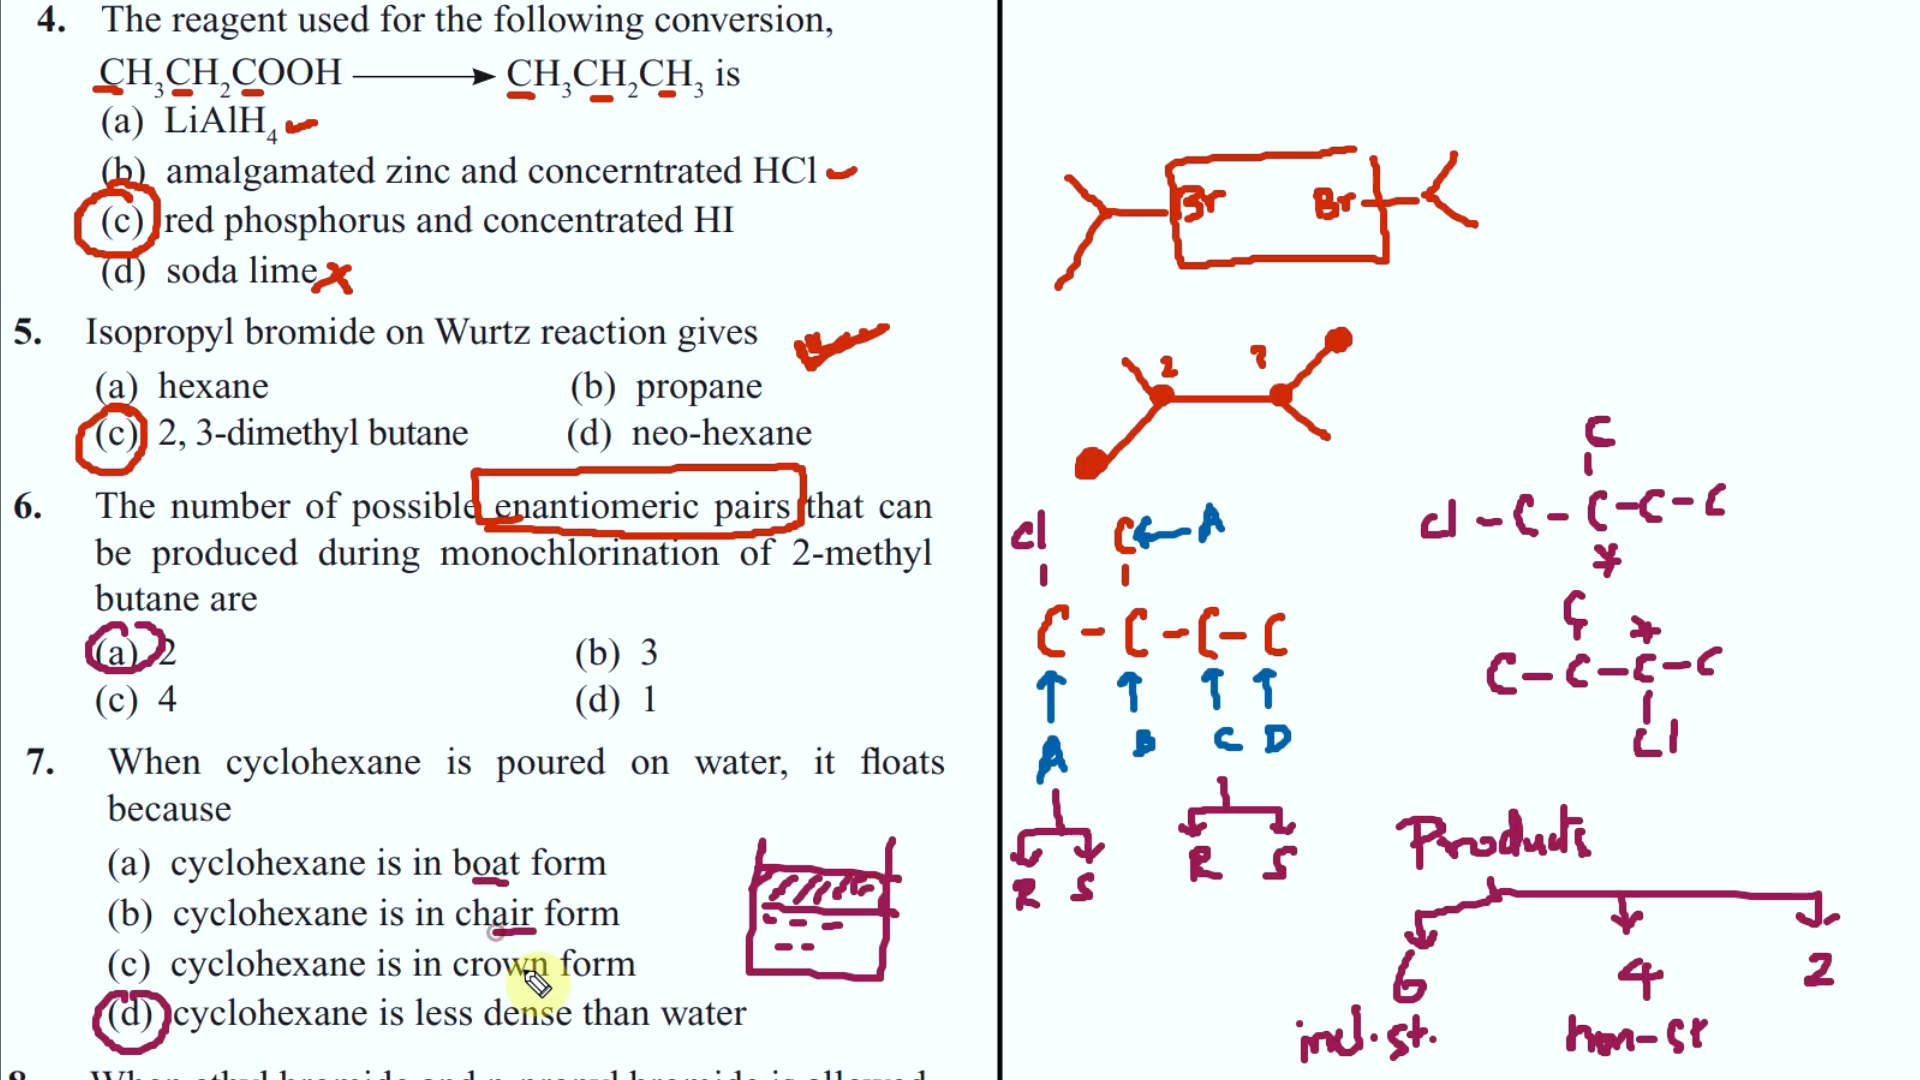 4. The reagent used for the following conversion,
CH₃CH₂COOH ⟶ CH₃CH₂CH₃ is
(a) LiAlH₄
(b) amalgamated zinc and concerntrated HCl
(c) red phosphorus and concentrated HI
(d) soda lime
5. Isopropyl bromide on Wurtz reaction gives
(a) hexane (b) propane
(c) 2, 3-dimethyl butane (d) neo-hexane
6. The number of possible enantiomeric pairs that can
be produced during monochlorination of 2-methyl
butane are
(a) 2 (b) 3
(c) 4 (d) 1
7. When cyclohexane is poured on water, it floats
because
(a) cyclohexane is in boat form
(b) cyclohexane is in chair form
(c) cyclohexane is in crown form
(d) cyclohexane is less dense than water
Br Br
2
Cl C A
C - C - C - C
A B C D
R S R S
C
Cl - C - C - C - C
*
C *
C - C - C - C
Cl
Products
6 4 2
incl. st. non-st